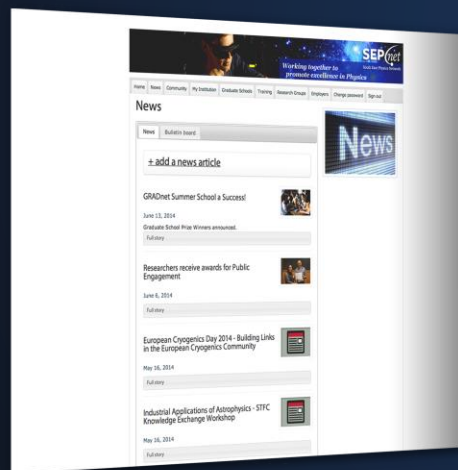 Working together to
promote excellence in Physics
SEPnet
South East Physics Network
Home News Community My Institution Graduate Schools Training Research Groups Employers Change password Sign out
News
News Bulletin board
News
+ add a news article
GRADnet Summer School a Success!
June 13, 2014
Graduate School Prize Winners announced.
Full story
Researchers receive awards for Public
Engagement
June 6, 2014
Full story
European Cryogenics Day 2014 - Building Links
in the European Cryogenics Community
May 16, 2014
Full story
Industrial Applications of Astrophysics - STFC
Knowledge Exchange Workshop
May 16, 2014
Full story